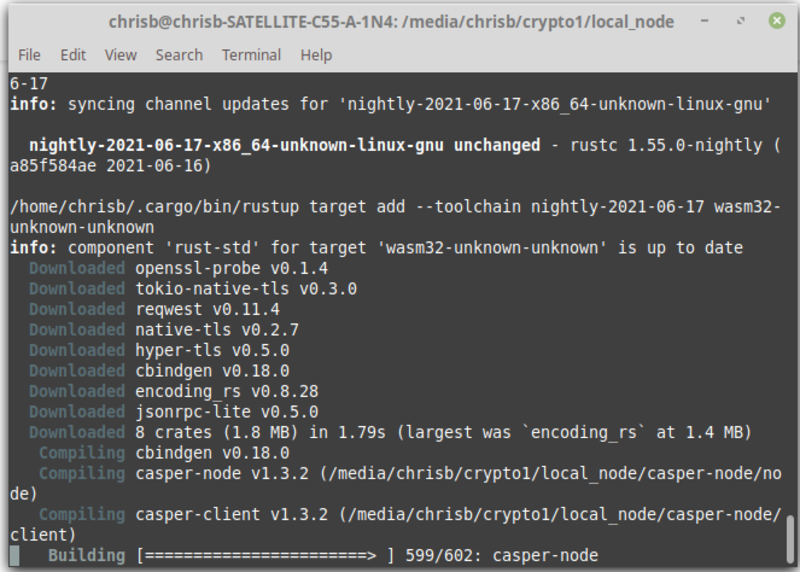 chrisb@chrisb-SATELLITE-C55-A-1N4: /media/chrisb/crypto1/local_node
File Edit View Search Terminal Help
6-17
info: syncing channel updates for 'nightly-2021-06-17-x86_64-unknown-linux-gnu'
nightly-2021-06-17-x86_64-unknown-linux-gnu unchanged - rustc 1.55.0-nightly (
a85f584ae 2021-06-16)
/home/chrisb/.cargo/bin/rustup target add --toolchain nightly-2021-06-17 wasm32-
unknown-unknown
info: component 'rust-std' for target 'wasm32-unknown-unknown' is up to date
Downloaded openssl-probe v0.1.4
Downloaded tokio-native-tls v0.3.0
Downloaded reqwest v0.11.4
Downloaded native-tls v0.2.7
Downloaded hyper-tls v0.5.0
Downloaded cbindgen v0.18.0
Downloaded encoding_rs v0.8.28
Downloaded jsonrpc-lite v0.5.0
Downloaded 8 crates (1.8 MB) in 1.79s (largest was `encoding_rs` at 1.4 MB)
Compiling cbindgen v0.18.0
Compiling casper-node v1.3.2 (/media/chrisb/crypto1/local_node/casper-node/no
de)
Compiling casper-client v1.3.2 (/media/chrisb/crypto1/local_node/casper-node/
client)
Building [=======================> ] 599/602: casper-node